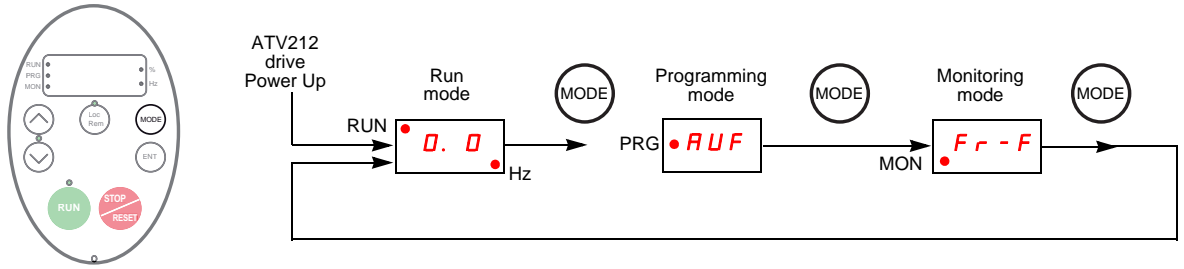 RUN
PRG
MON
%
Hz
Loc
Rem
MODE
ENT
RUN
STOP
RESET
ATV212
drive
Power Up
Run
mode
MODE
Programming
mode
MODE
Monitoring
mode
MODE
RUN
0. 0
Hz
PRG
AUF
MON
Fr-F